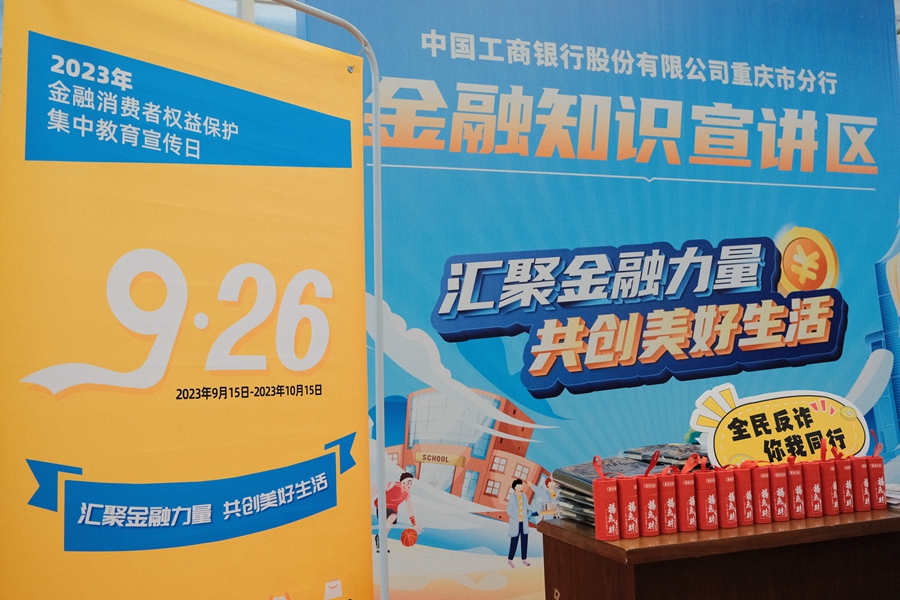 2023年
金融消费者权益保护
集中教育宣传日
9·26
2023年9月15日-2023年10月15日
汇聚金融力量 共创美好生活
中国工商银行股份有限公司重庆市分行
金融知识宣讲区
汇聚金融力量
共创美好生活
SCHOOL
全民反诈
你我同行